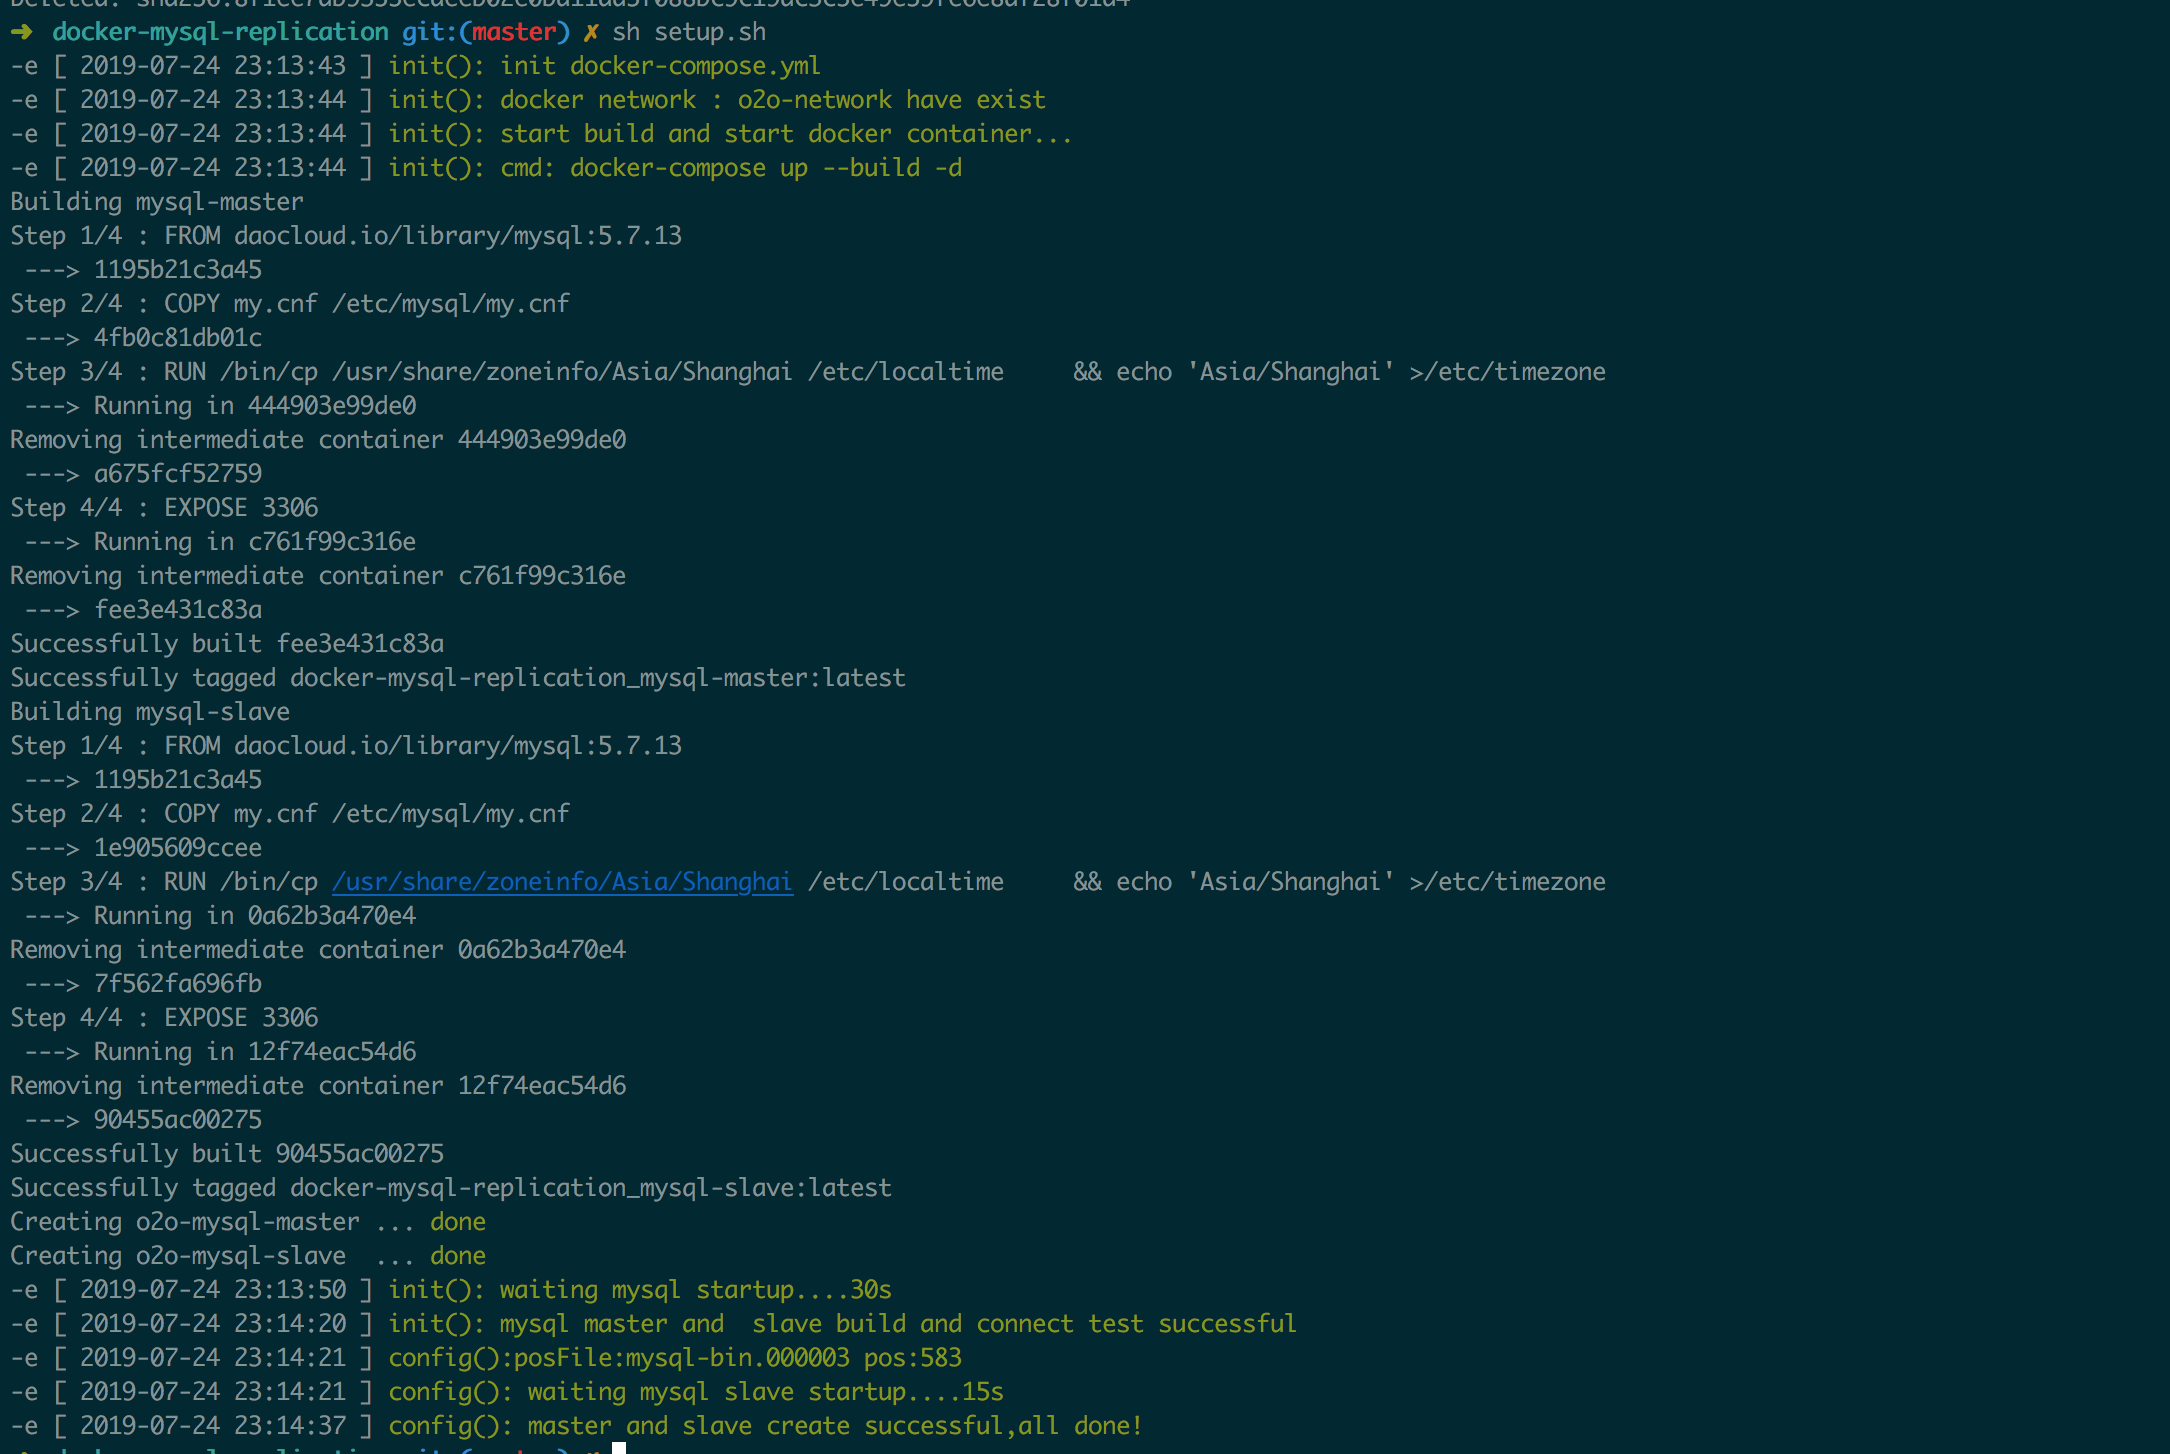 ➜ docker-mysql-replication git:(master) ✗ sh setup.sh
-e [ 2019-07-24 23:13:43 ] init(): init docker-compose.yml
-e [ 2019-07-24 23:13:44 ] init(): docker network : o2o-network have exist
-e [ 2019-07-24 23:13:44 ] init(): start build and start docker container...
-e [ 2019-07-24 23:13:44 ] init(): cmd: docker-compose up --build -d
Building mysql-master
Step 1/4 : FROM daocloud.io/library/mysql:5.7.13
 ---> 1195b21c3a45
Step 2/4 : COPY my.cnf /etc/mysql/my.cnf
 ---> 4fb0c81db01c
Step 3/4 : RUN /bin/cp /usr/share/zoneinfo/Asia/Shanghai /etc/localtime     && echo 'Asia/Shanghai' >/etc/timezone
 ---> Running in 444903e99de0
Removing intermediate container 444903e99de0
 ---> a675fcf52759
Step 4/4 : EXPOSE 3306
 ---> Running in c761f99c316e
Removing intermediate container c761f99c316e
 ---> fee3e431c83a
Successfully built fee3e431c83a
Successfully tagged docker-mysql-replication_mysql-master:latest
Building mysql-slave
Step 1/4 : FROM daocloud.io/library/mysql:5.7.13
 ---> 1195b21c3a45
Step 2/4 : COPY my.cnf /etc/mysql/my.cnf
 ---> 1e905609ccee
Step 3/4 : RUN /bin/cp /usr/share/zoneinfo/Asia/Shanghai /etc/localtime     && echo 'Asia/Shanghai' >/etc/timezone
 ---> Running in 0a62b3a470e4
Removing intermediate container 0a62b3a470e4
 ---> 7f562fa696fb
Step 4/4 : EXPOSE 3306
 ---> Running in 12f74eac54d6
Removing intermediate container 12f74eac54d6
 ---> 90455ac00275
Successfully built 90455ac00275
Successfully tagged docker-mysql-replication_mysql-slave:latest
Creating o2o-mysql-master ... done
Creating o2o-mysql-slave  ... done
-e [ 2019-07-24 23:13:50 ] init(): waiting mysql startup....30s
-e [ 2019-07-24 23:14:20 ] init(): mysql master and  slave build and connect test successful
-e [ 2019-07-24 23:14:21 ] config():posFile:mysql-bin.000003 pos:583
-e [ 2019-07-24 23:14:21 ] config(): waiting mysql slave startup....15s
-e [ 2019-07-24 23:14:37 ] config(): master and slave create successful,all done!